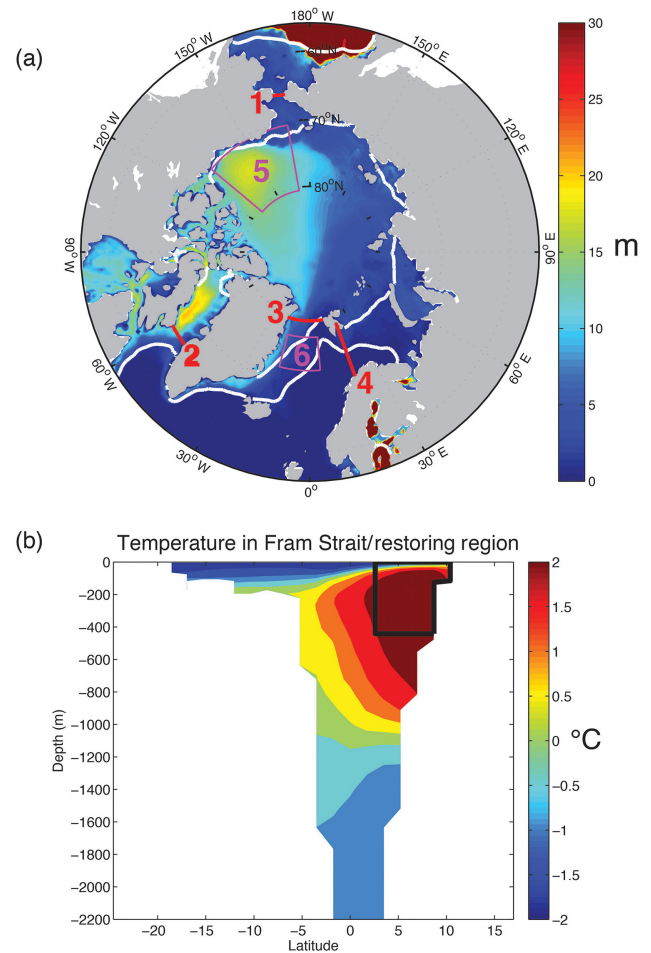 (a)
180° W
150° W
150° E
120° W
120° E
90° W
90° E
60° W
60° E
30° W
30° E
0°
60°N
70°N
80°N
1
2
3
4
5
6
30
25
20
15
10
5
0
m
(b)
Temperature in Fram Strait/restoring region
0
−200
−400
−600
−800
−1000
−1200
−1400
−1600
−1800
−2000
−2200
Depth (m)
−20
−15
−10
−5
0
5
10
15
Latitude
2
1.5
1
0.5
0
−0.5
−1
−1.5
−2
°C